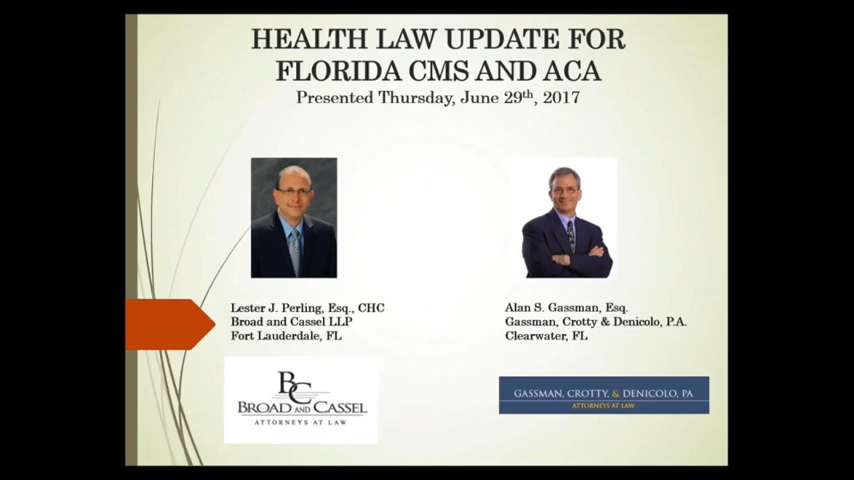 HEALTH LAW UPDATE FOR
FLORIDA CMS AND ACA
Presented Thursday, June 29th, 2017
Lester J. Perling, Esq., CHC
Broad and Cassel LLP
Fort Lauderdale, FL
Alan S. Gassman, Esq.
Gassman, Crotty & Denicolo, P.A.
Clearwater, FL
BC
BROAD AND CASSEL
ATTORNEYS AT LAW
GASSMAN, CROTTY, & DENICOLO, PA
ATTORNEYS AT LAW